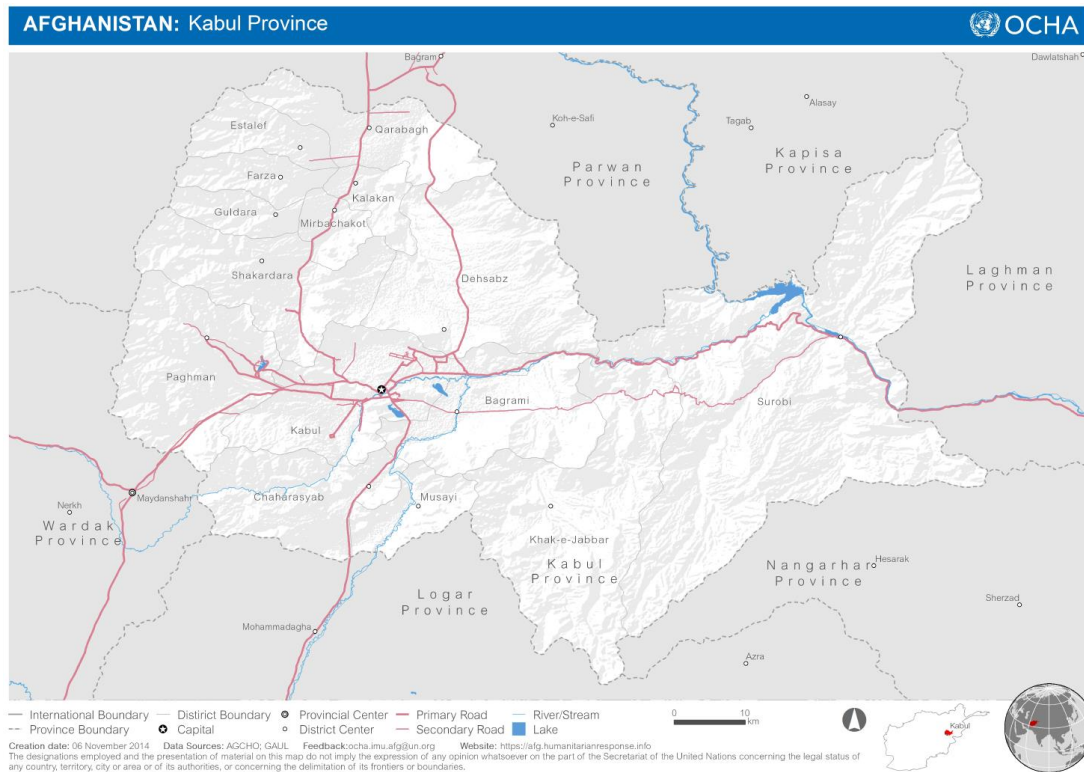 AFGHANISTAN: Kabul Province
OCHA
Bagram
Dawlatshah
Alasay
Koh-e-Safi
Tagab
Estalef
Qarabagh
Kapisa
Province
Parwan
Province
Farza
Kalakan
Guldara
Mirbachakot
Shakardara
Dehsabz
Laghman
Province
Paghman
Bagrami
Surobi
Kabul
Maydanshahr
Chaharasyab
Musayi
Nerkh
Wardak
Province
Khak-e-Jabbar
Kabul
Province
Hesarak
Nangarhar
Province
Logar
Province
Sherzad
Mohammadagha
Azra
International Boundary
Province Boundary
Distirict Boundary
Capital
Provincial Center
District Center
Primary Road
Secondary Road
River/Stream
Lake
0 10
km
Kabul
Creation date: 06 November 2014 Data Sources: AGCHO; GAUL Feedback:ocha.imu.afg@un.org Website: https://afg.humanitarianresponse.info
The designations employed and the presentation of material on this map do not imply the expression of any opinion whatsoever on the part of the Secretariat of the United Nations concerning the legal status of
any country, territory, city or area or of its authorities, or concerning the delimitation of its frontiers or boundaries.